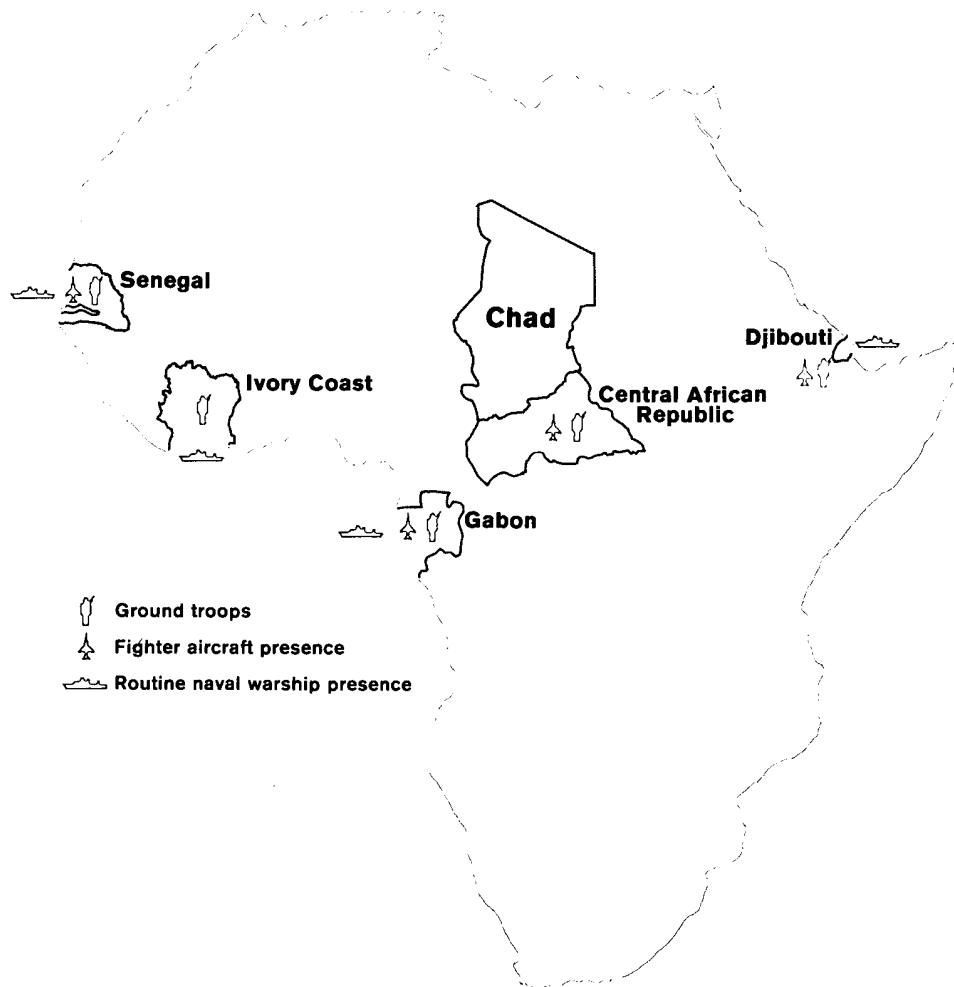 Senegal
Chad
Djibouti
Ivory Coast
Central African
Republic
Gabon
Ground troops
Fighter aircraft presence
Routine naval warship presence